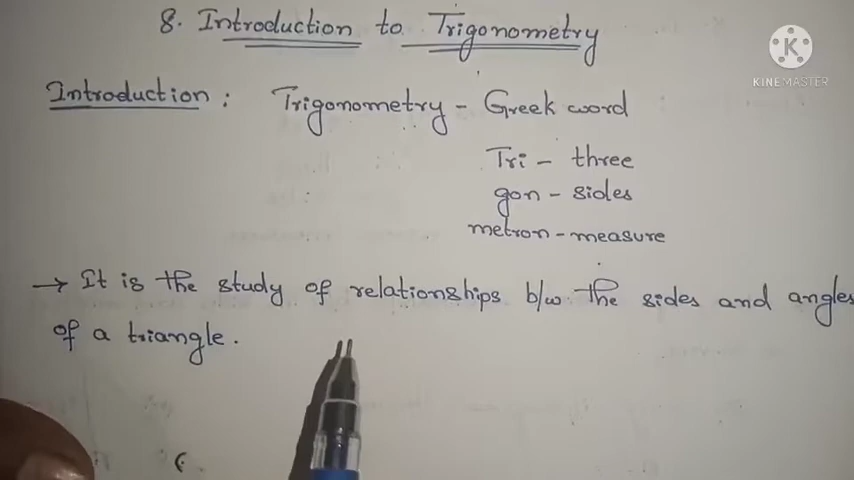 8. Introduction to Trigonometry
K
KINEMASTER
Introduction : Trigonometry - Greek word
Tri - three
gon - sides
metron - measure
→ It is the study of relationships b/w the sides and angles
of a triangle.